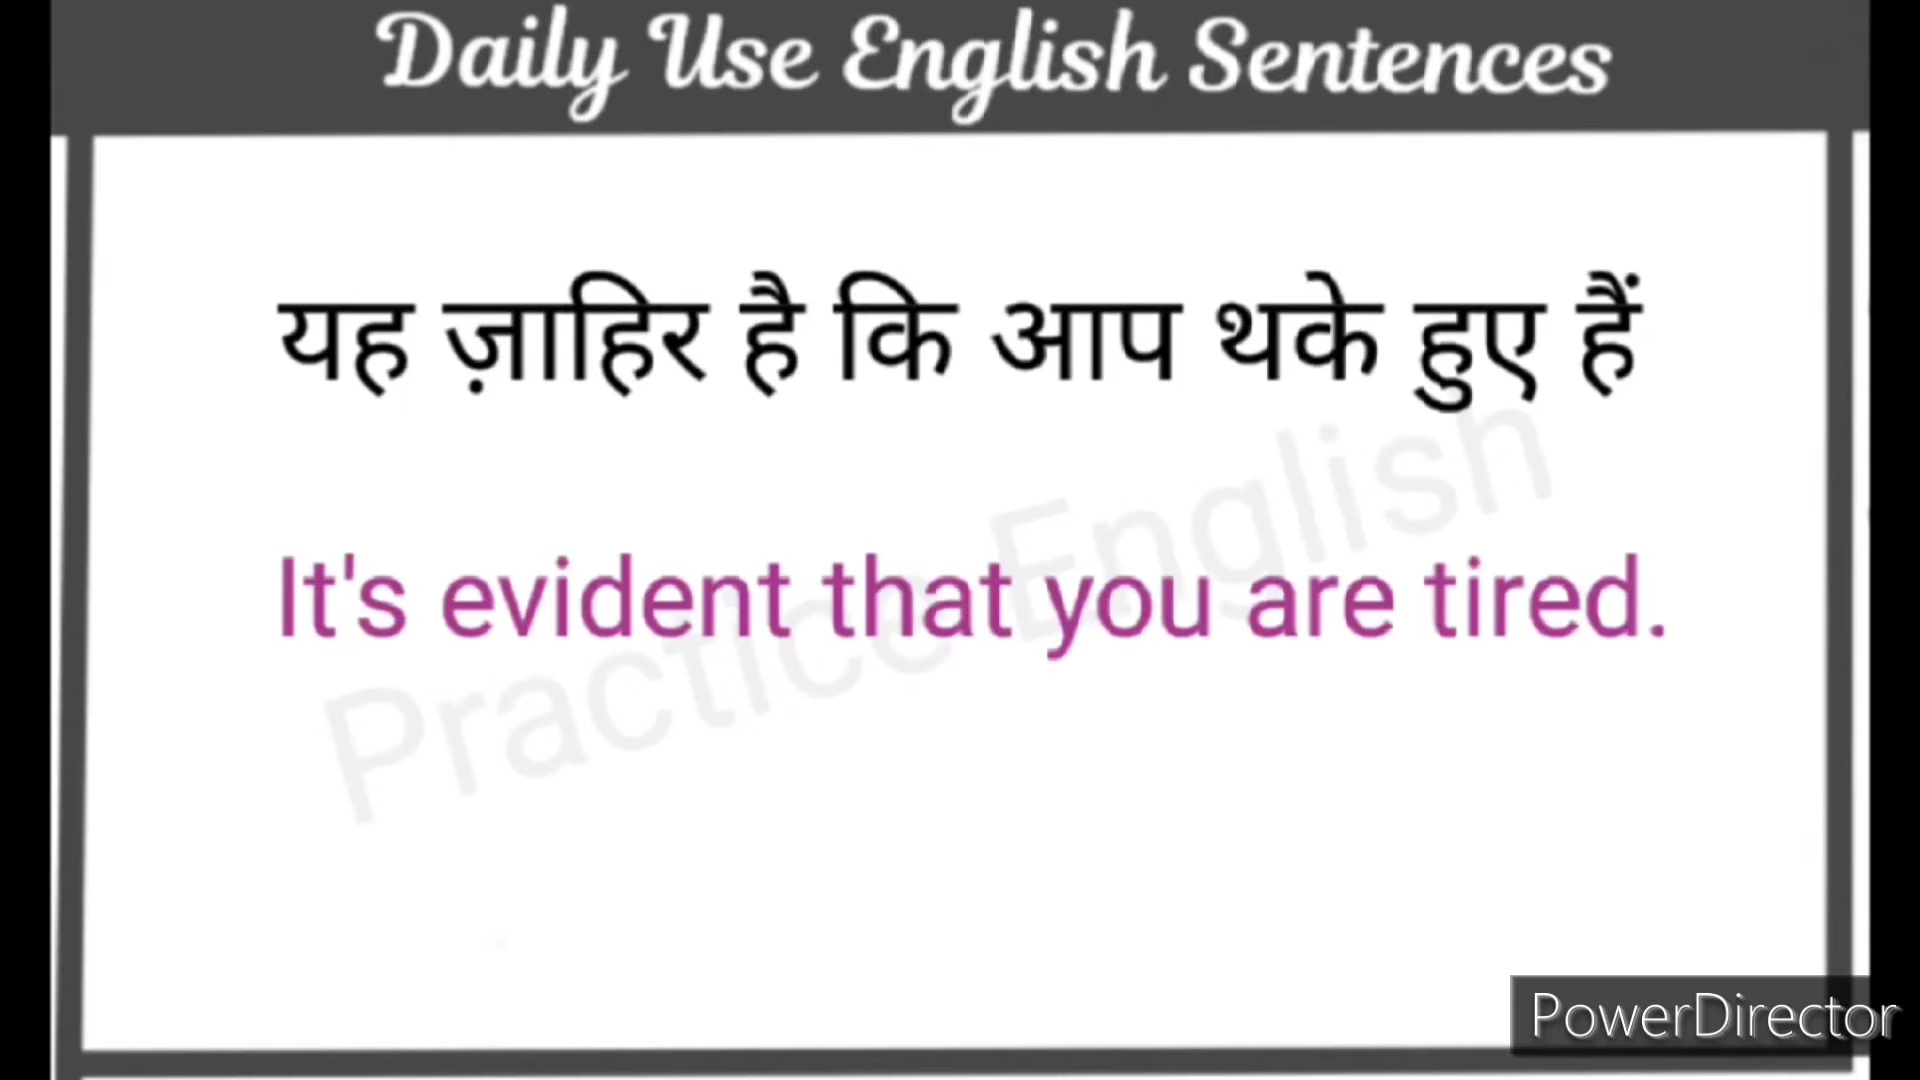 Daily Use English Sentences
यह ज़ाहिर है कि आप थके हुए हैं
It's evident that you are tired.
Practice English
PowerDirector